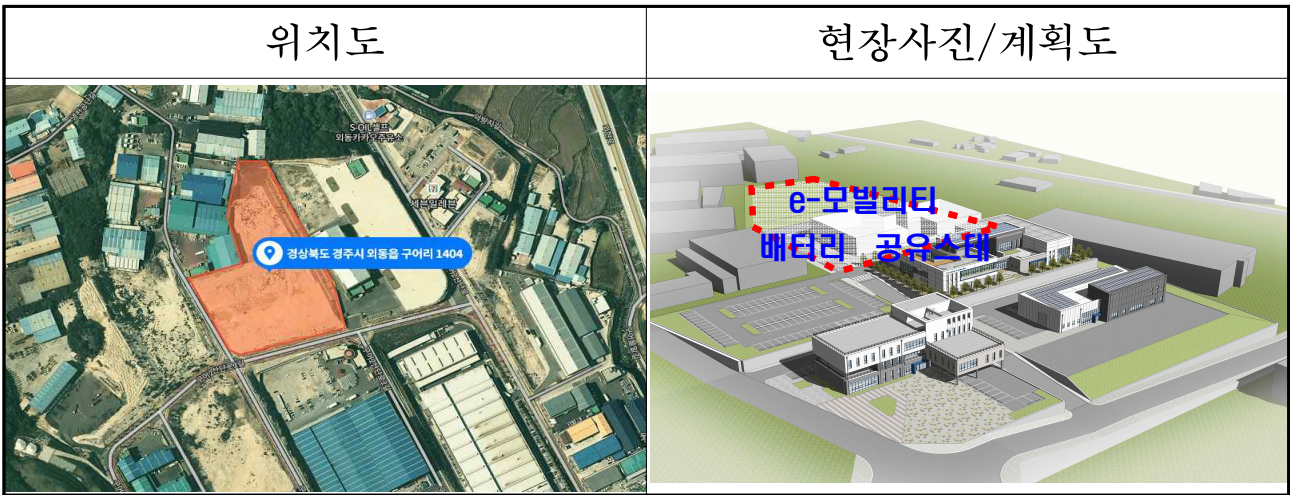 위치도
현장사진/계획도
S-OIL셀프
외동카카오주유소
세븐일레븐
경상북도 경주시 외동읍 구어리 1404
e-모빌리티
배터리 공유스테